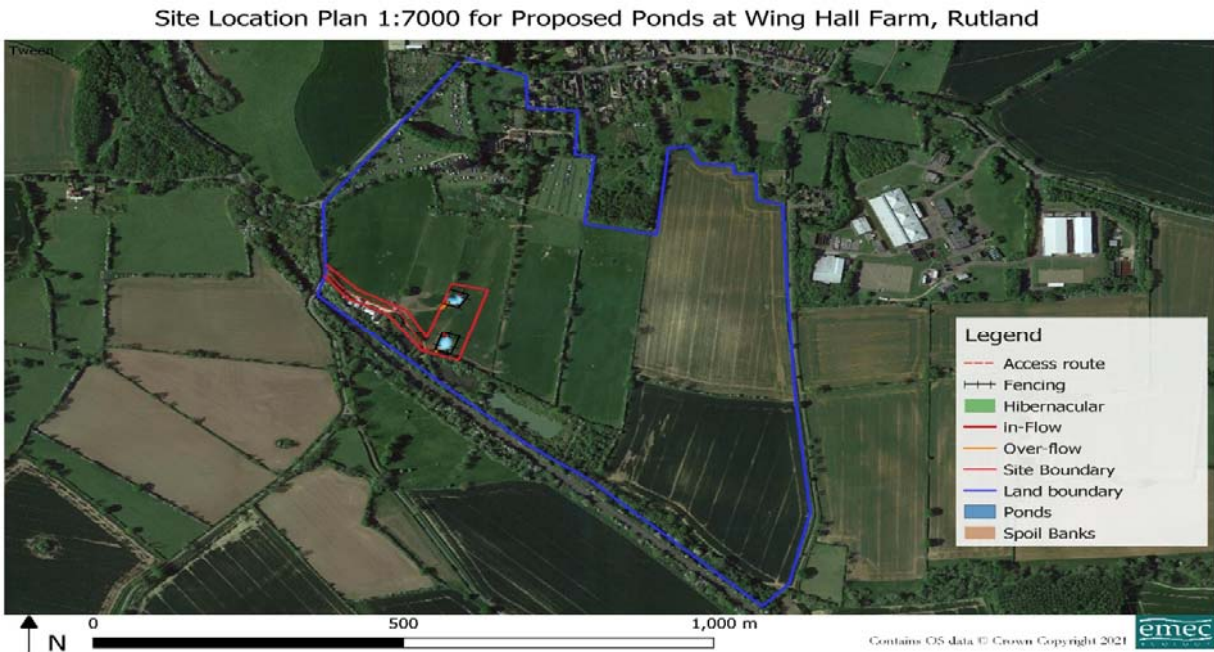 Site Location Plan 1:7000 for Proposed Ponds at Wing Hall Farm, Rutland
Tween
Legend
Access route
Fencing
Hibernacular
in-Flow
Over-flow
Site Boundary
Land boundary
Ponds
Spoil Banks
N
0 500 1,000 m
Contains OS data © Crown Copyright 2021
emec
ECOLOGY